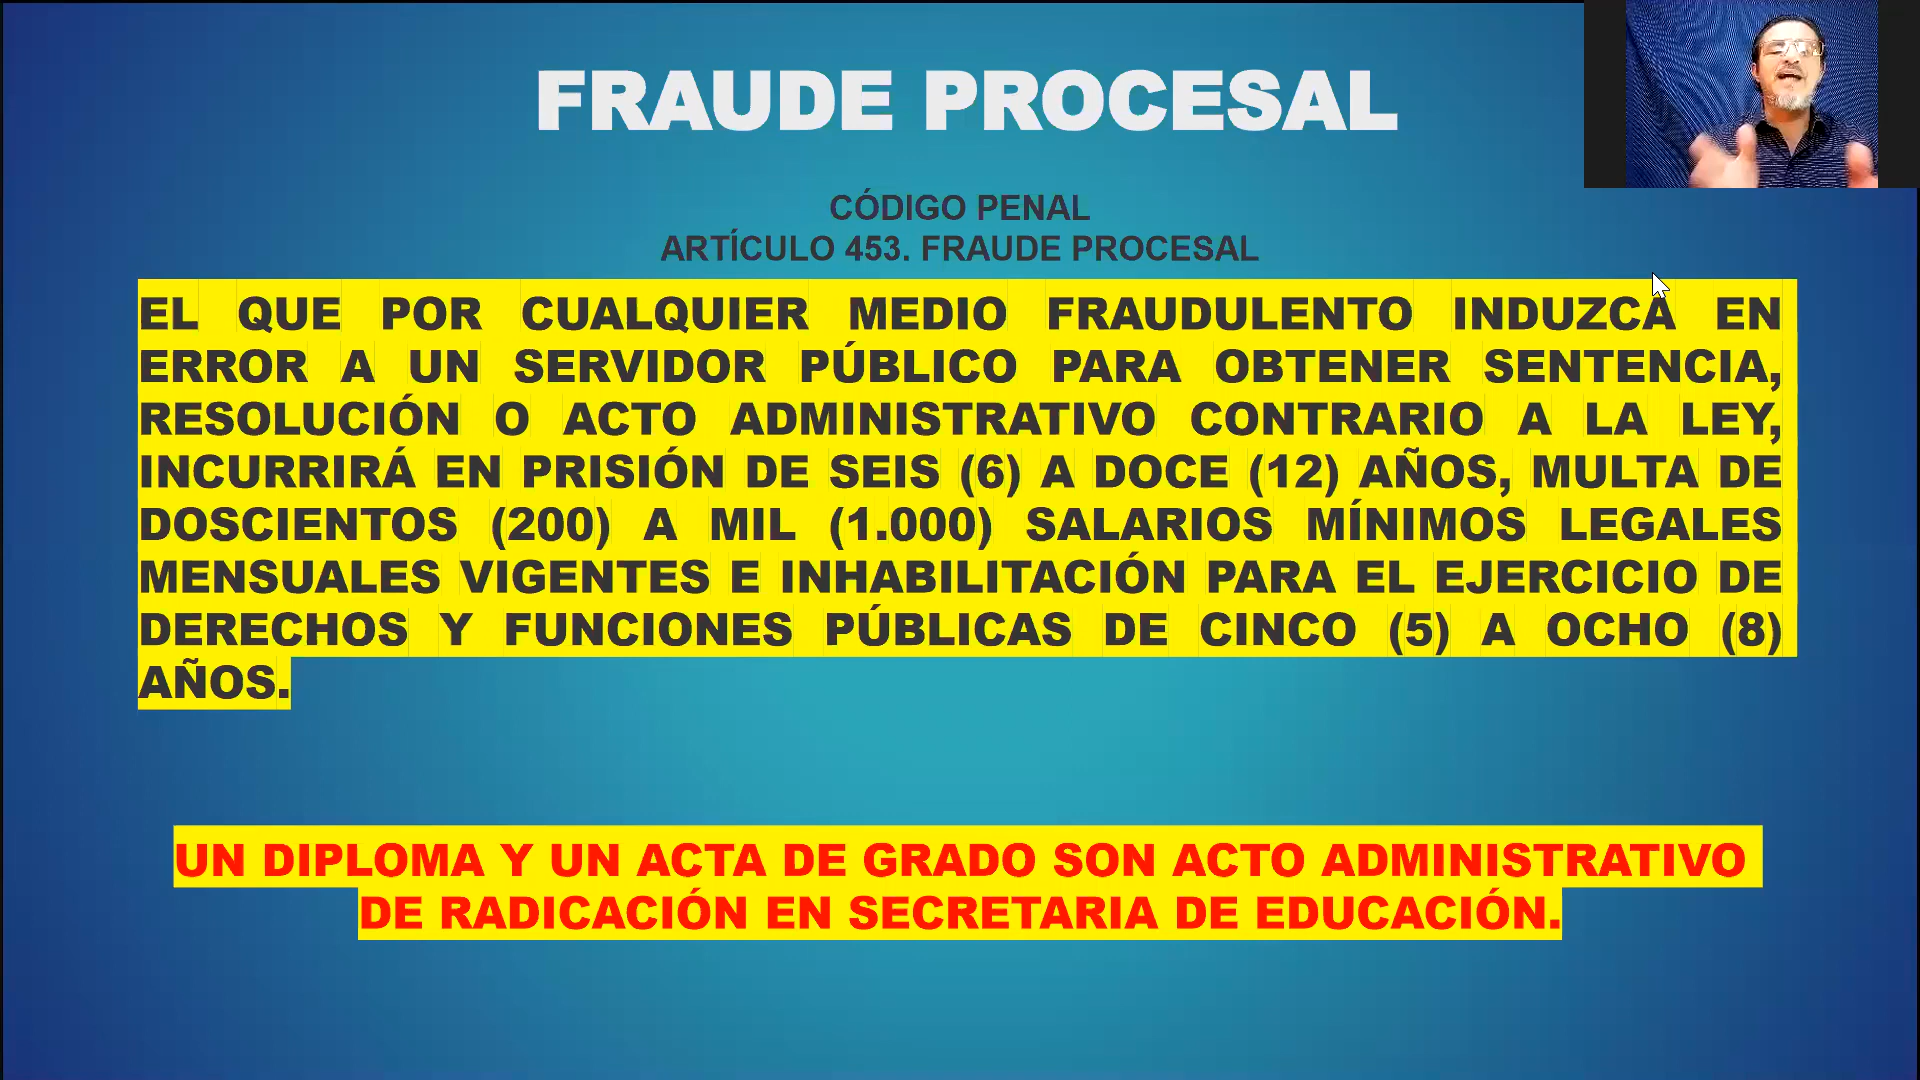 FRAUDE PROCESAL
CÓDIGO PENAL
ARTÍCULO 453. FRAUDE PROCESAL
EL QUE POR CUALQUIER MEDIO FRAUDULENTO INDUZCA EN
ERROR A UN SERVIDOR PÚBLICO PARA OBTENER SENTENCIA,
RESOLUCIÓN O ACTO ADMINISTRATIVO CONTRARIO A LA LEY,
INCURRIRÁ EN PRISIÓN DE SEIS (6) A DOCE (12) AÑOS, MULTA DE
DOSCIENTOS (200) A MIL (1.000) SALARIOS MÍNIMOS LEGALES
MENSUALES VIGENTES E INHABILITACIÓN PARA EL EJERCICIO DE
DERECHOS Y FUNCIONES PÚBLICAS DE CINCO (5) A OCHO (8)
AÑOS.
UN DIPLOMA Y UN ACTA DE GRADO SON ACTO ADMINISTRATIVO
DE RADICACIÓN EN SECRETARIA DE EDUCACIÓN.